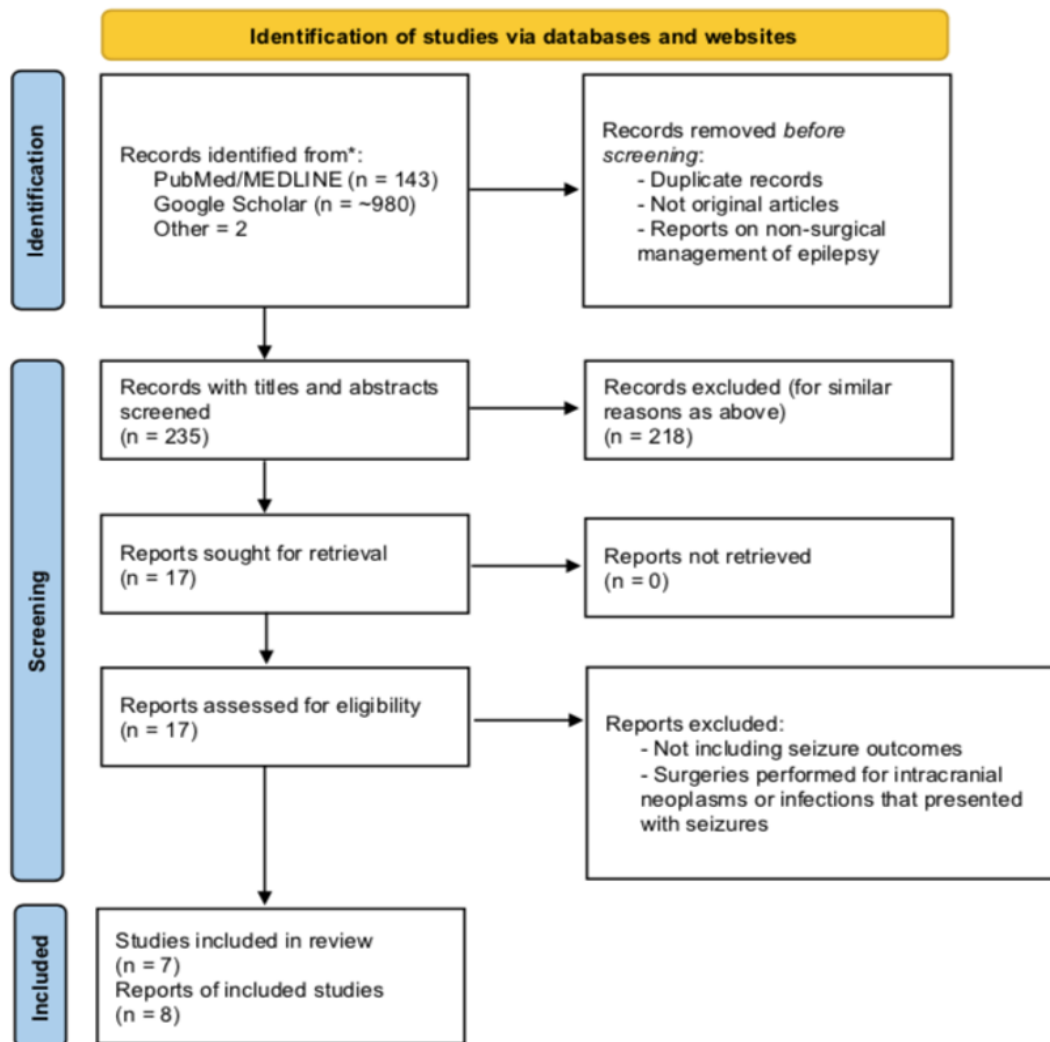 Identification of studies via databases and websites
Identification
Records identified from*:
PubMed/MEDLINE (n = 143)
Google Scholar (n = ~980)
Other = 2
Records removed before
screening:
- Duplicate records
- Not original articles
- Reports on non-surgical
management of epilepsy
Screening
Records with titles and abstracts
screened
(n = 235)
Records excluded (for similar
reasons as above)
(n = 218)
Reports sought for retrieval
(n = 17)
Reports not retrieved
(n = 0)
Reports assessed for eligibility
(n = 17)
Reports excluded:
- Not including seizure outcomes
- Surgeries performed for intracranial
neoplasms or infections that presented
with seizures
Included
Studies included in review
(n = 7)
Reports of included studies
(n = 8)